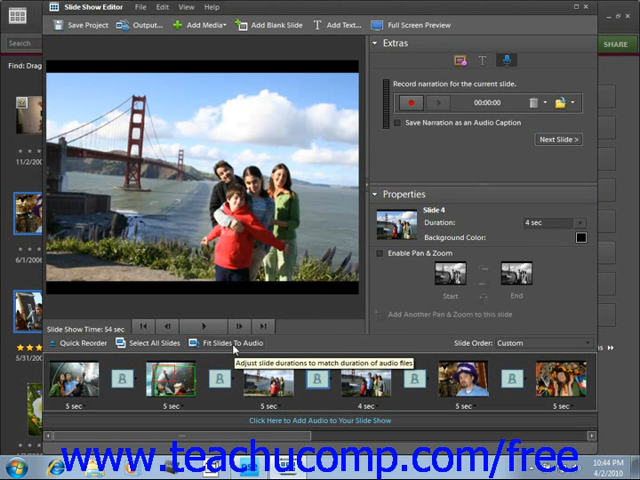 Slide Show Editor File Edit View Help
Save Project Output... Add Media Add Blank Slide Add Text... Full Screen Preview
Search
SHARE
Find: Drag
Extras
Record narration for the current slide.
00:00:00
Save Narration as an Audio Caption
Next Slide >
11/2/200
Properties
Slide 4
Duration: 4 sec
Background Color:
Enable Pan & Zoom
6/1/2006
Start End
Add Another Pan & Zoom to this slide
Slide Show Time: 54 sec
Quick Reorder Select All Slides Fit Slides To Audio Slide Order: Custom
Adjust slide durations to match duration of audio files
5 sec 5 sec 5 sec 4 sec 5 sec 5 sec
Click Here to Add Audio to Your Slide Show
www.teachucomp.com/free
10:44 PM
4/2/2010